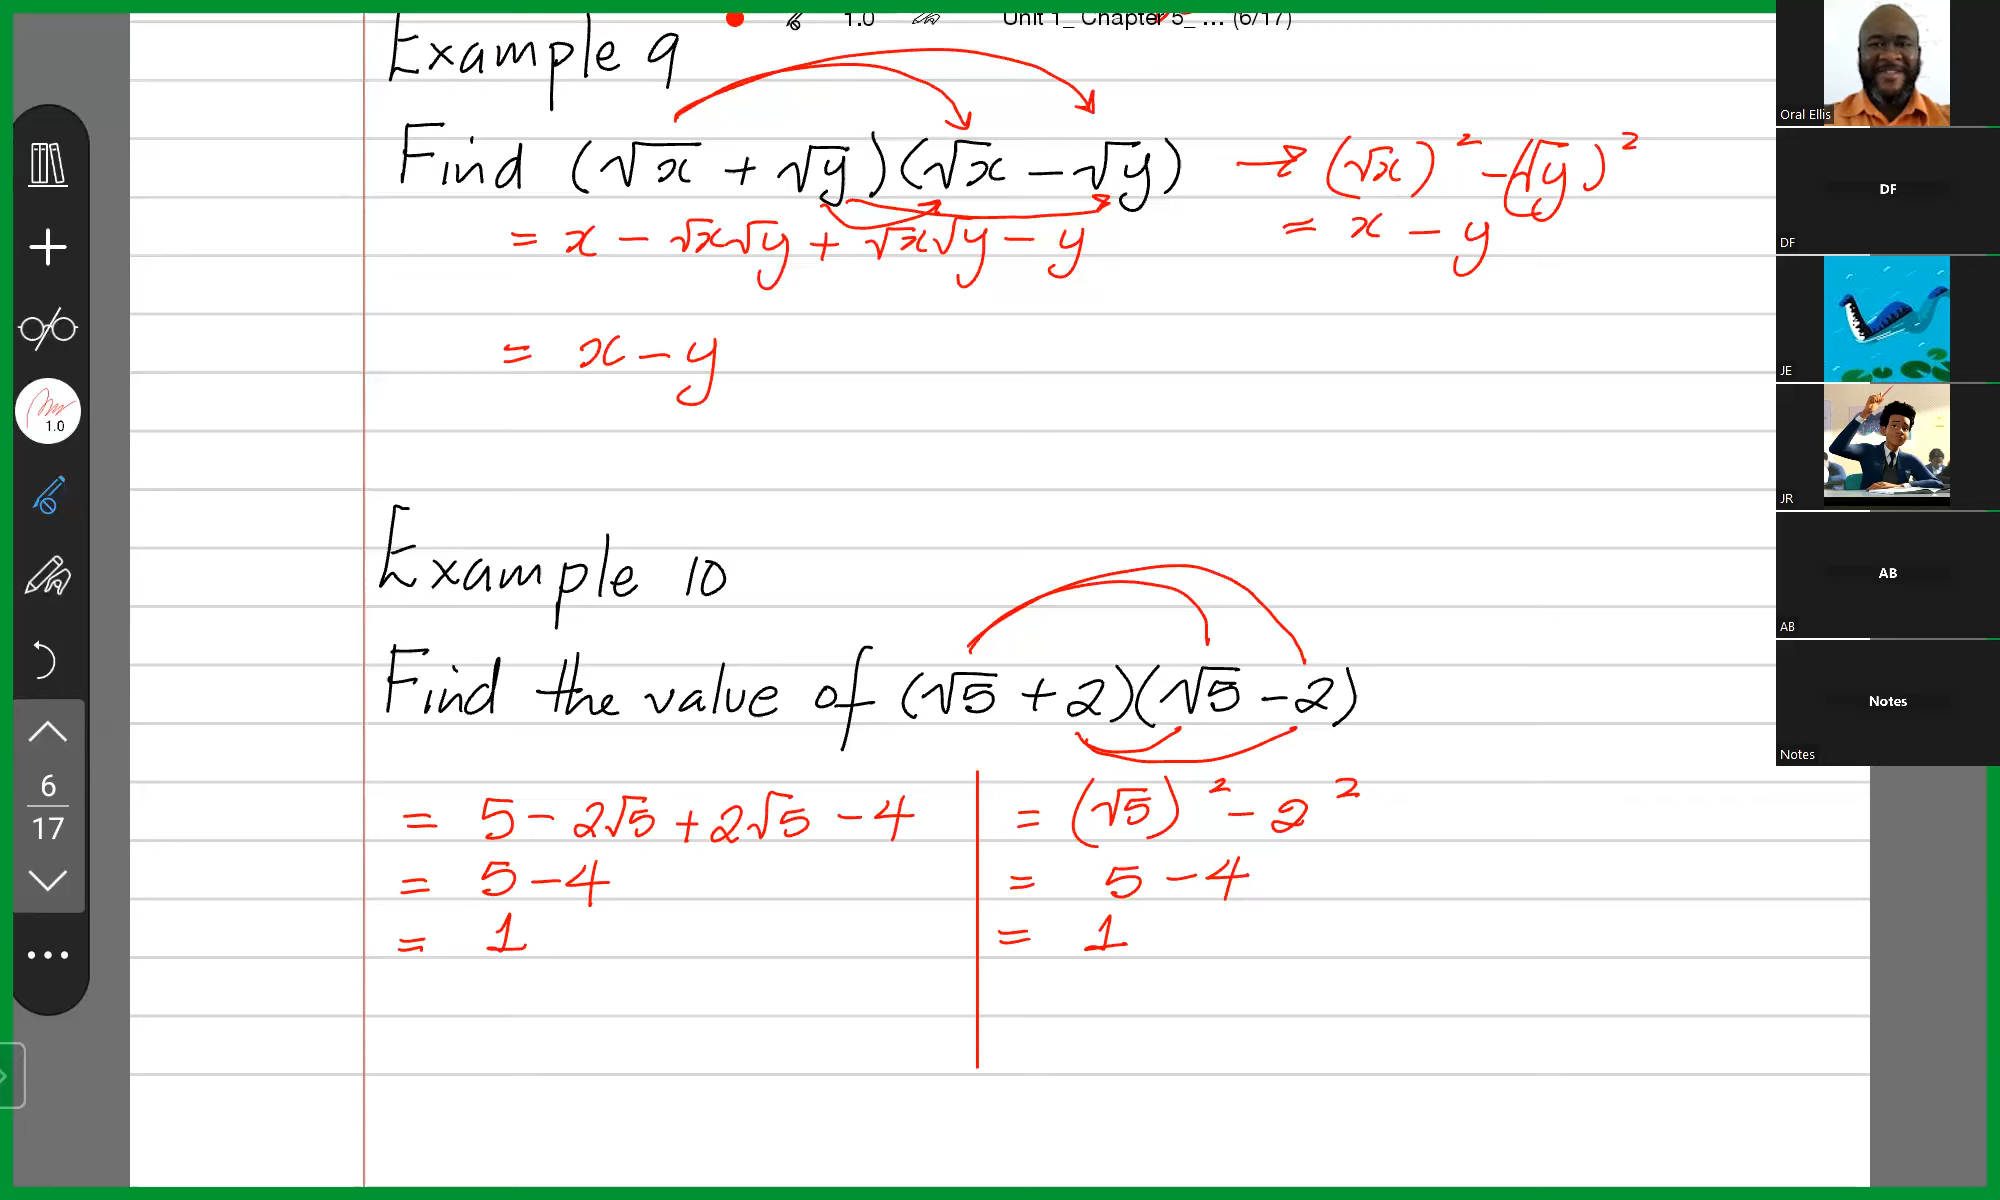 1.0 Unit 1_ Chapter 5_ ... (6/17)
Example 9
Find (√x + √y)(√x − √y) → (√x)² − (√y)²
= x − √x√y + √x√y − y = x − y
= x − y
Example 10
Find the value of (√5 + 2)(√5 − 2)
= 5 − 2√5 + 2√5 − 4
= 5 − 4
= 1
= (√5)² − 2²
= 5 − 4
= 1
1.0
6
17
Oral Ellis
DF
DF
JE
JR
AB
AB
Notes
Notes